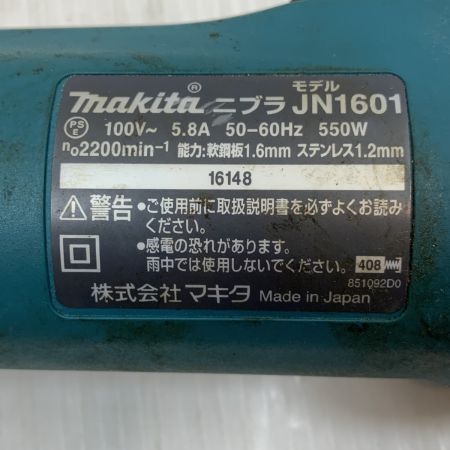 モデル
makita® ニブラ JN1601
PSE 100V~ 5.8A 50-60Hz 550W
n₀2200min⁻¹ 能力:軟鋼板1.6mm ステンレス1.2mm
16148
警告 •ご使用前に取扱説明書を必ずよくお読み
ください。
•感電の恐れがあります。
雨中では使用しないでください。 408
851092D0
株式会社 マキタ Made in Japan